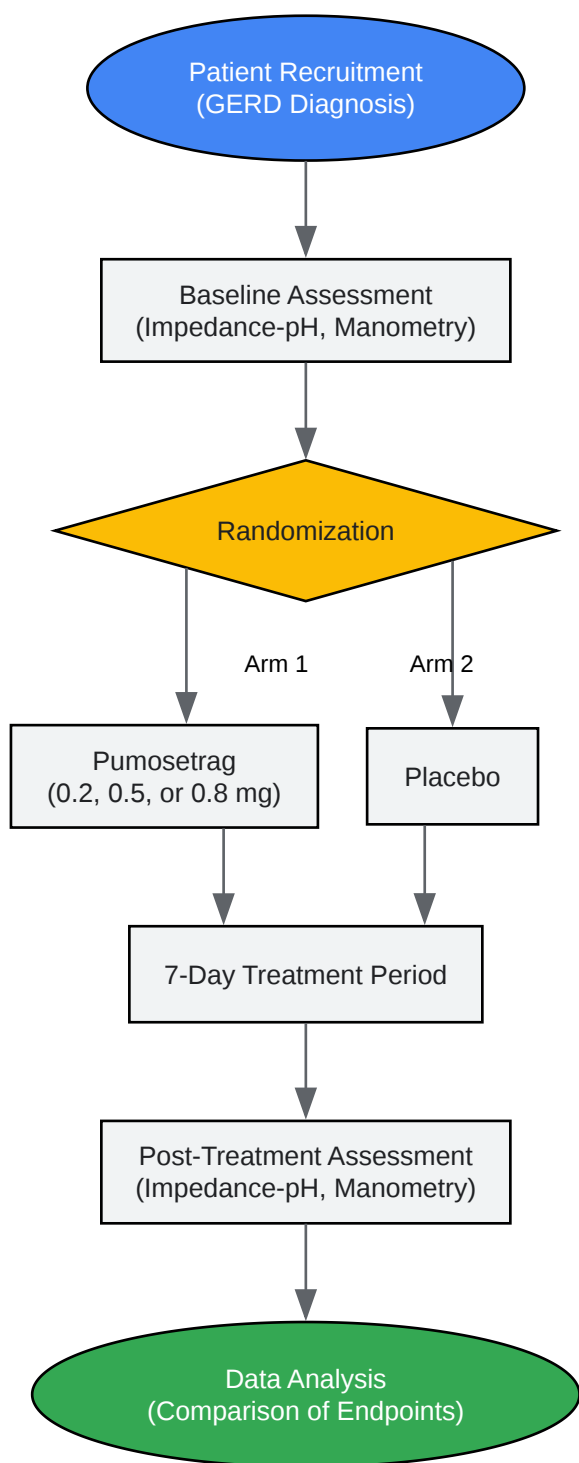 Patient Recruitment
(GERD Diagnosis)
Baseline Assessment
(Impedance-pH, Manometry)
Randomization
Arm 1
Arm 2
Pumosetrag
(0.2, 0.5, or 0.8 mg)
Placebo
7-Day Treatment Period
Post-Treatment Assessment
(Impedance-pH, Manometry)
Data Analysis
(Comparison of Endpoints)